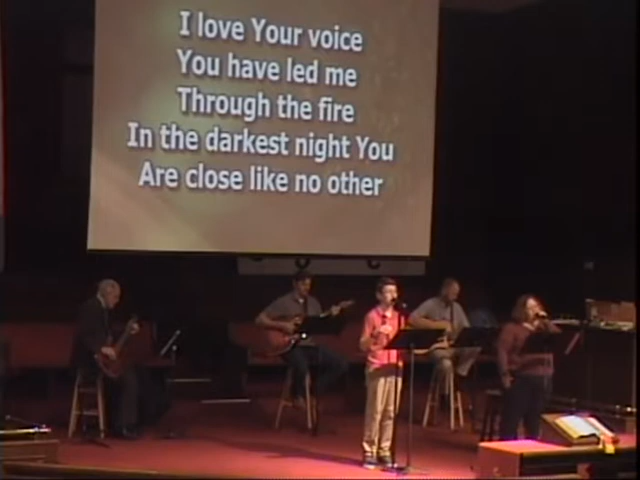 I love Your voice
You have led me
Through the fire
In the darkest night You
Are close like no other